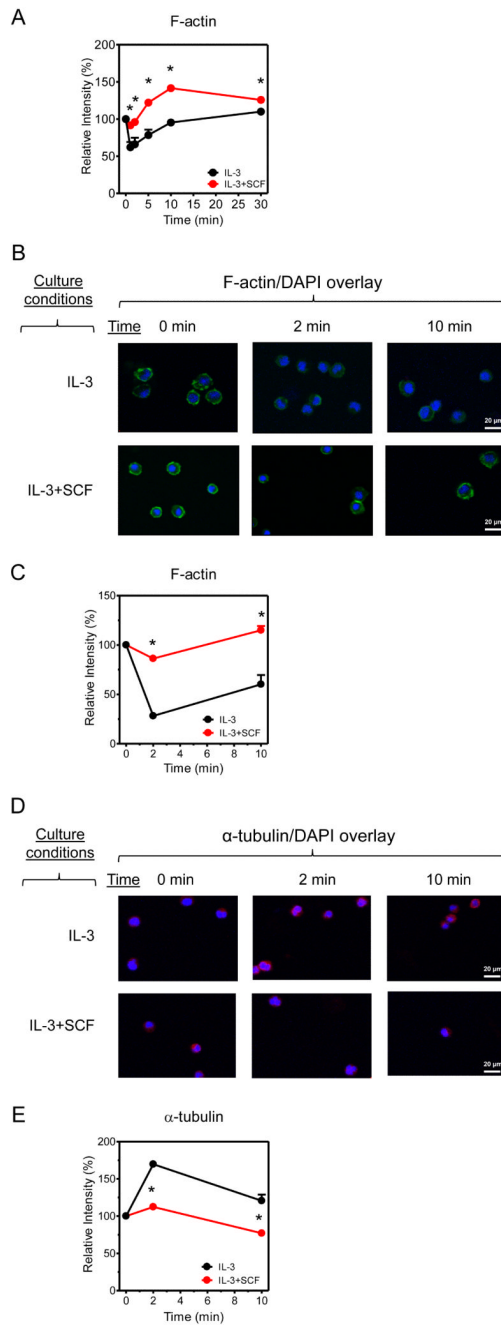 A
F-actin
Relative Intensity (%)
200
150
100
50
0
* * * * *
IL-3
IL-3+SCF
0 5 10 15 20 25 30
Time (min)
B
Culture
conditions
F-actin/DAPI overlay
Time 0 min 2 min 10 min
IL-3
20 µm
IL-3+SCF
20 µm
C
F-actin
Relative Intensity (%)
150
100
50
0
* *
IL-3
IL-3+SCF
0 2 4 6 8 10
Time (min)
D
Culture
conditions
α-tubulin/DAPI overlay
Time 0 min 2 min 10 min
IL-3
20 µm
IL-3+SCF
20 µm
E
α-tubulin
Relative Intensity (%)
200
150
100
50
0
* *
IL-3
IL-3+SCF
0 2 4 6 8 10
Time (min)